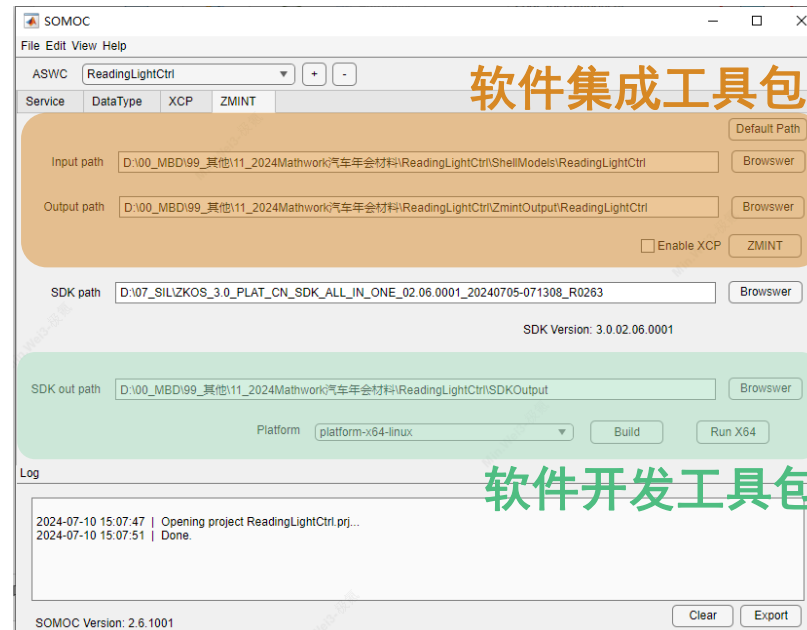 SOMOC
File Edit View Help
ASWC ReadingLightCtrl + -
软件集成工具包
Service DataType XCP ZMINT
Default Path
Input path D:\00_MBD\99_其他\11_2024Mathwork汽车年会材料\ReadingLightCtrl\ShellModels\ReadingLightCtrl Browswer
Output path D:\00_MBD\99_其他\11_2024Mathwork汽车年会材料\ReadingLightCtrl\ZmintOutput\ReadingLightCtrl Browswer
Enable XCP ZMINT
SDK path D:\07_SIL\ZKOS_3.0_PLAT_CN_SDK_ALL_IN_ONE_02.06.0001_20240705-071308_R0263 Browswer
SDK Version: 3.0.02.06.0001
SDK out path D:\00_MBD\99_其他\11_2024Mathwork汽车年会材料\ReadingLightCtrl\SDKOutput Browswer
Platform platform-x64-linux Build Run X64
Log
软件开发工具包
2024-07-10 15:07:47 | Opening project ReadingLightCtrl.prj...
2024-07-10 15:07:51 | Done.
SOMOC Version: 2.6.1001 Clear Export